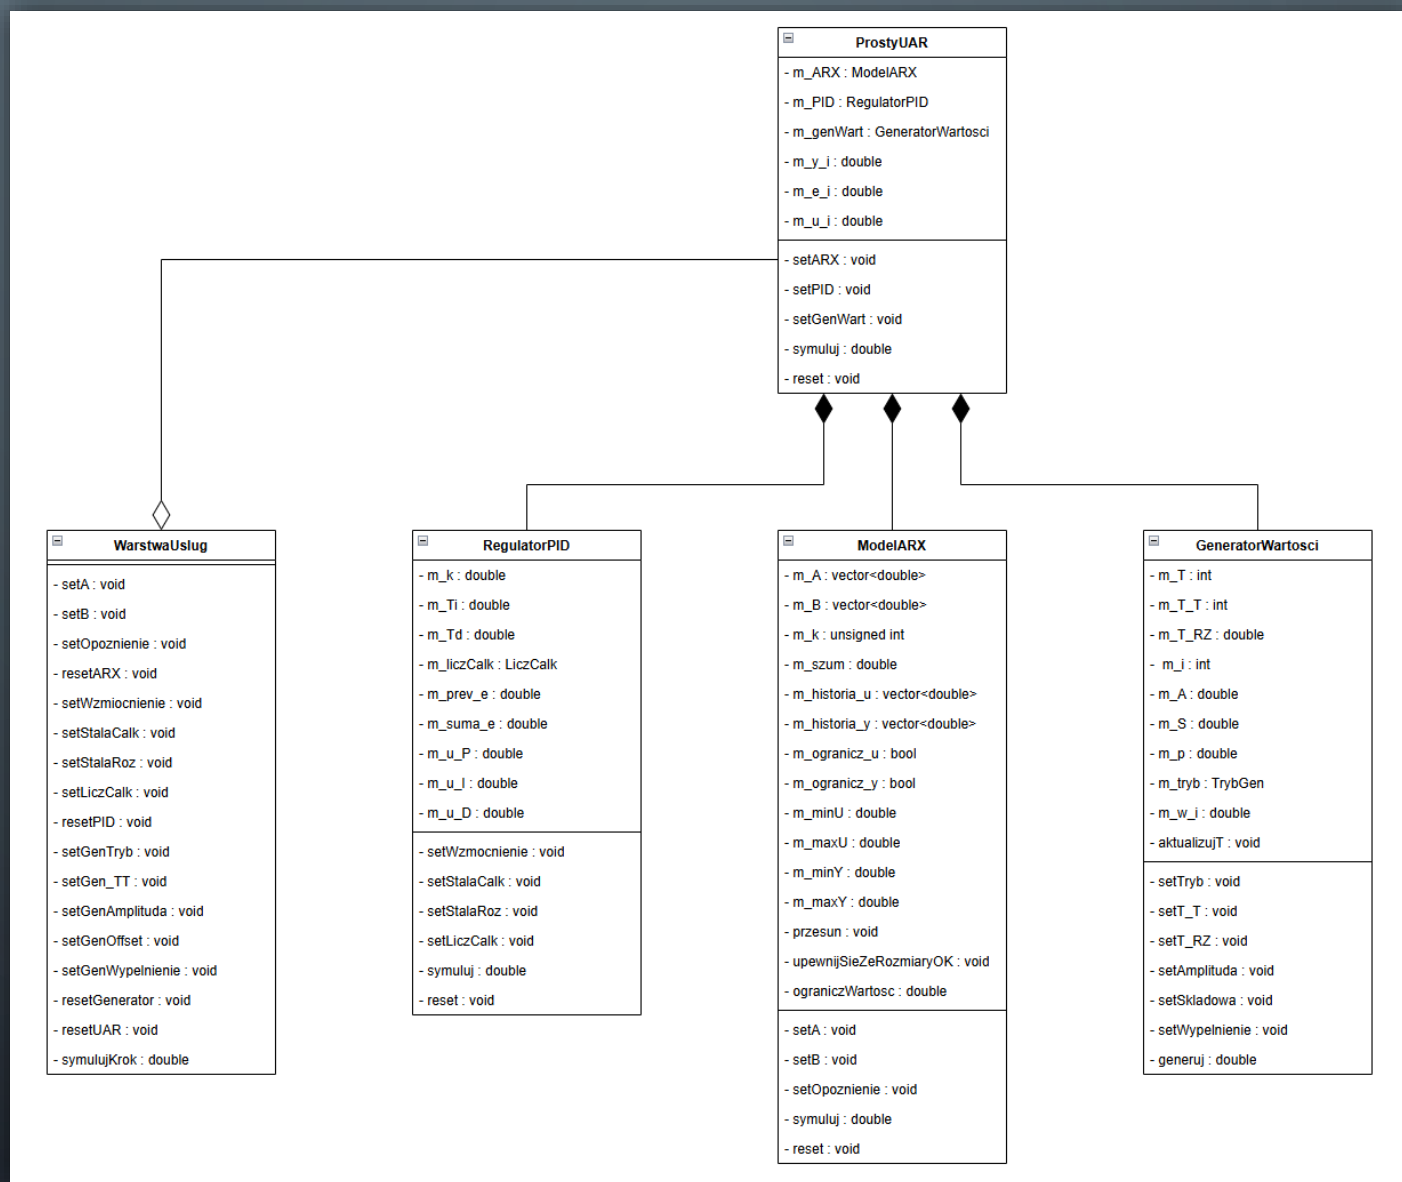 ProstyUAR
- m_ARX : ModelARX
- m_PID : RegulatorPID
- m_genWart : GeneratorWartosci
- m_y_i : double
- m_e_i : double
- m_u_i : double
- setARX : void
- setPID : void
- setGenWart : void
- symuluj : double
- reset : void
WarstwaUslug
- setA : void
- setB : void
- setOpoznienie : void
- resetARX : void
- setWzmiocnienie : void
- setStalaCalk : void
- setStalaRoz : void
- setLiczCalk : void
- resetPID : void
- setGenTryb : void
- setGen_TT : void
- setGenAmplituda : void
- setGenOffset : void
- setGenWypelnienie : void
- resetGenerator : void
- resetUAR : void
- symulujKrok : double
RegulatorPID
- m_k : double
- m_Ti : double
- m_Td : double
- m_liczCalk : LiczCalk
- m_prev_e : double
- m_suma_e : double
- m_u_P : double
- m_u_I : double
- m_u_D : double
- setWzmocnienie : void
- setStalaCalk : void
- setStalaRoz : void
- setLiczCalk : void
- symuluj : double
- reset : void
ModelARX
- m_A : vector<double>
- m_B : vector<double>
- m_k : unsigned int
- m_szum : double
- m_historia_u : vector<double>
- m_historia_y : vector<double>
- m_ogranicz_u : bool
- m_ogranicz_y : bool
- m_minU : double
- m_maxU : double
- m_minY : double
- m_maxY : double
- przesun : void
- upewnijSieZeRozmiaryOK : void
- ograniczWartosc : double
- setA : void
- setB : void
- setOpoznienie : void
- symuluj : double
- reset : void
GeneratorWartosci
- m_T : int
- m_T_T : int
- m_T_RZ : double
- m_i : int
- m_A : double
- m_S : double
- m_p : double
- m_tryb : TrybGen
- m_w_i : double
- aktualizujT : void
- setTryb : void
- setT_T : void
- setT_RZ : void
- setAmplituda : void
- setSkladowa : void
- setWypelnienie : void
- generuj : double